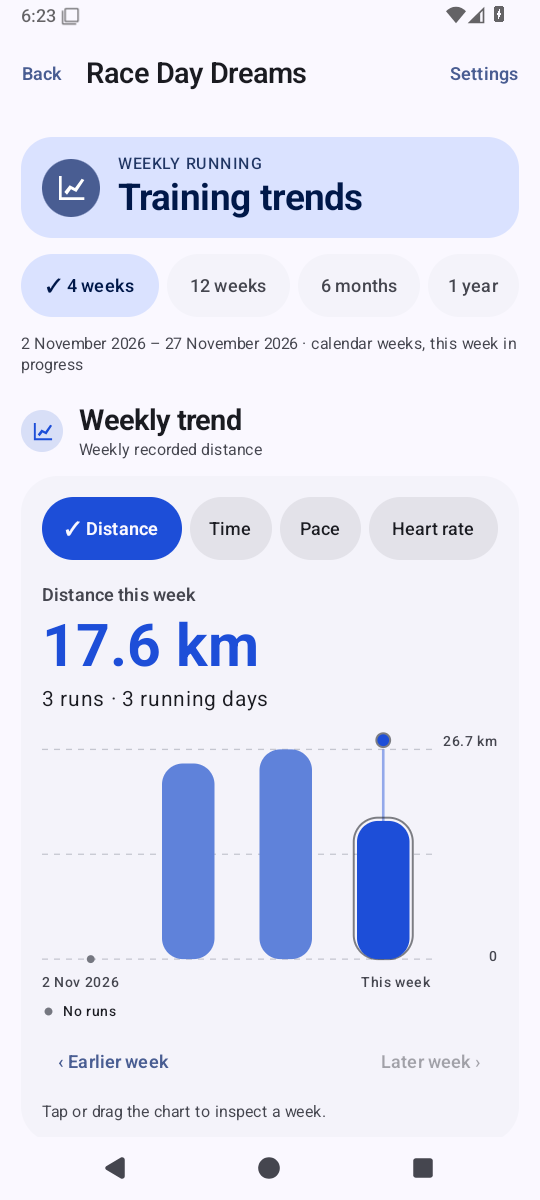 6:23
Back Race Day Dreams Settings
WEEKLY RUNNING
Training trends
✓ 4 weeks 12 weeks 6 months 1 year
2 November 2026 – 27 November 2026 · calendar weeks, this week in
progress
Weekly trend
Weekly recorded distance
✓ Distance Time Pace Heart rate
Distance this week
17.6 km
3 runs · 3 running days
26.7 km
0
2 Nov 2026 This week
No runs
‹ Earlier week Later week ›
Tap or drag the chart to inspect a week.